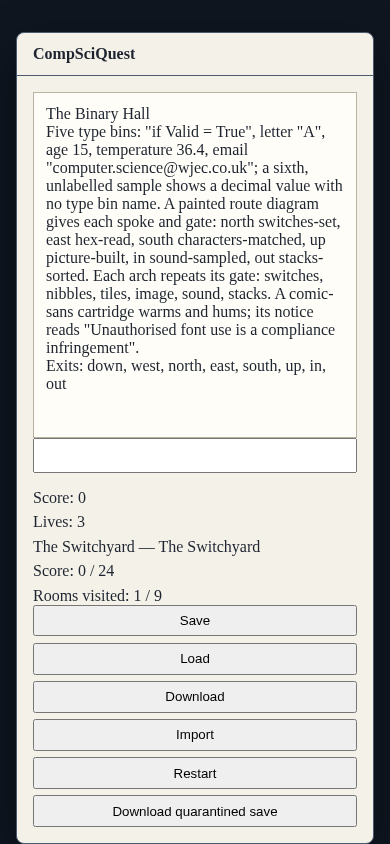 CompSciQuest
The Binary Hall
Five type bins: "if Valid = True", letter "A",
age 15, temperature 36.4, email
"computer.science@wjec.co.uk"; a sixth,
unlabelled sample shows a decimal value with
no type bin name. A painted route diagram
gives each spoke and gate: north switches-set,
east hex-read, south characters-matched, up
picture-built, in sound-sampled, out stacks-
sorted. Each arch repeats its gate: switches,
nibbles, tiles, image, sound, stacks. A comic-
sans cartridge warms and hums; its notice
reads "Unauthorised font use is a compliance
infringement".
Exits: down, west, north, east, south, up, in,
out
Score: 0
Lives: 3
The Switchyard — The Switchyard
Score: 0 / 24
Rooms visited: 1 / 9
Save
Load
Download
Import
Restart
Download quarantined save